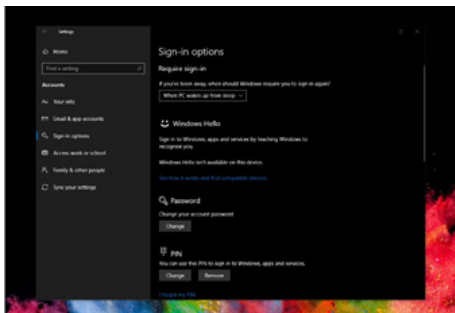 Settings
Home
Find a setting
Accounts
Your info
Email & app accounts
Sign-in options
Access work or school
Family & other people
Sync your settings
Sign-in options
Require sign-in
If you've been away, when should Windows require you to sign in again?
When PC wakes up from sleep
Windows Hello
Sign in to Windows, apps and services by teaching Windows to
recognise you
Windows Hello isn't available on this device.
See how it works and find compatible devices.
Password
Change your account password
Change
PIN
You can use this PIN to sign in to Windows, apps and services.
Change Remove
I forgot my PIN